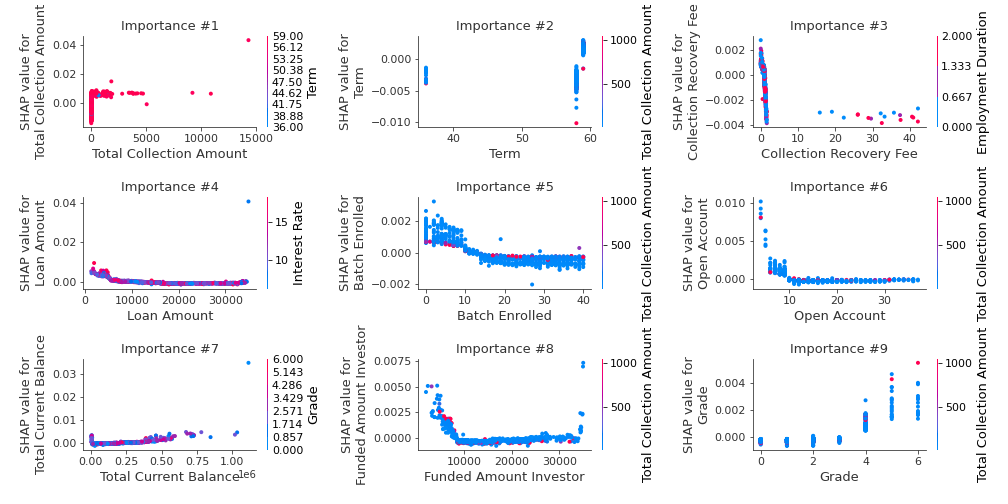 Importance #1
SHAP value for
Total Collection Amount
0.04
0.02
0.00
0
5000
10000
15000
Total Collection Amount
59.00
56.12
53.25
50.38
47.50
44.62
41.75
38.88
36.00
Term
Importance #2
SHAP value for
Term
0.000
−0.005
−0.010
40
50
60
Term
1000
500
Total Collection Amount
Importance #3
SHAP value for
Collection Recovery Fee
0.002
0.000
−0.002
−0.004
0
10
20
30
40
Collection Recovery Fee
2.000
1.333
0.667
0.000
Employment Duration
Importance #4
SHAP value for
Loan Amount
0.04
0.02
0.00
0
10000
20000
30000
Loan Amount
15
10
Interest Rate
Importance #5
SHAP value for
Batch Enrolled
0.002
0.000
−0.002
0
10
20
30
40
Batch Enrolled
1000
500
Total Collection Amount
Importance #6
SHAP value for
Open Account
0.010
0.005
0.000
10
20
30
Open Account
1000
500
Total Collection Amount
Importance #7
SHAP value for
Total Current Balance
0.03
0.02
0.01
0.00
0.00
0.25
0.50
0.75
1.00
1e6
Total Current Balance
6.000
5.143
4.286
3.429
2.571
1.714
0.857
0.000
Grade
Importance #8
SHAP value for
Funded Amount Investor
0.0075
0.0050
0.0025
0.0000
10000
20000
30000
Funded Amount Investor
1000
500
Total Collection Amount
Importance #9
SHAP value for
Grade
0.004
0.002
0.000
0
2
4
6
Grade
1000
500
Total Collection Amount